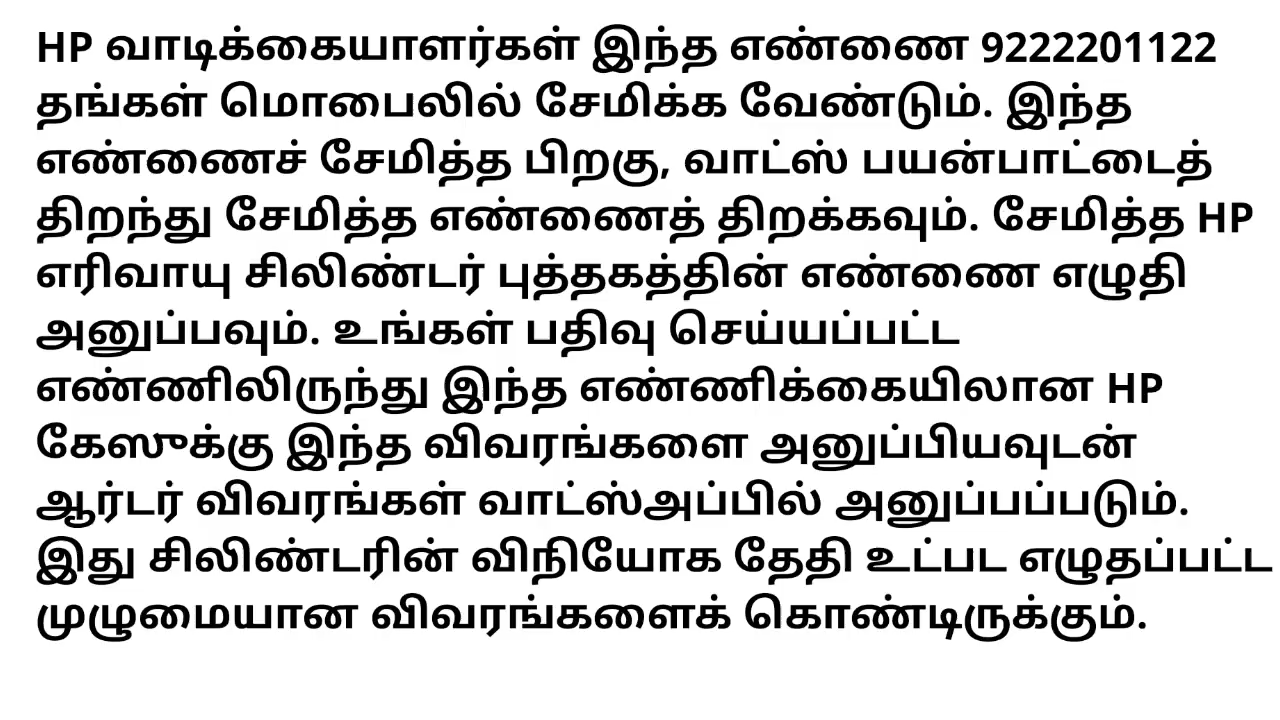 HP வாடிக்கையாளர்கள் இந்த எண்ணை 9222201122
தங்கள் மொபைலில் சேமிக்க வேண்டும். இந்த
எண்ணைச் சேமித்த பிறகு, வாட்ஸ் பயன்பாட்டைத்
திறந்து சேமித்த எண்ணைத் திறக்கவும். சேமித்த HP
எரிவாயு சிலிண்டர் புத்தகத்தின் எண்ணை எழுதி
அனுப்பவும். உங்கள் பதிவு செய்யப்பட்ட
எண்ணிலிருந்து இந்த எண்ணிக்கையிலான HP
கேஸுக்கு இந்த விவரங்களை அனுப்பியவுடன்
ஆர்டர் விவரங்கள் வாட்ஸ்அப்பில் அனுப்பப்படும்.
இது சிலிண்டரின் விநியோக தேதி உட்பட எழுதப்பட்ட
முழுமையான விவரங்களைக் கொண்டிருக்கும்.